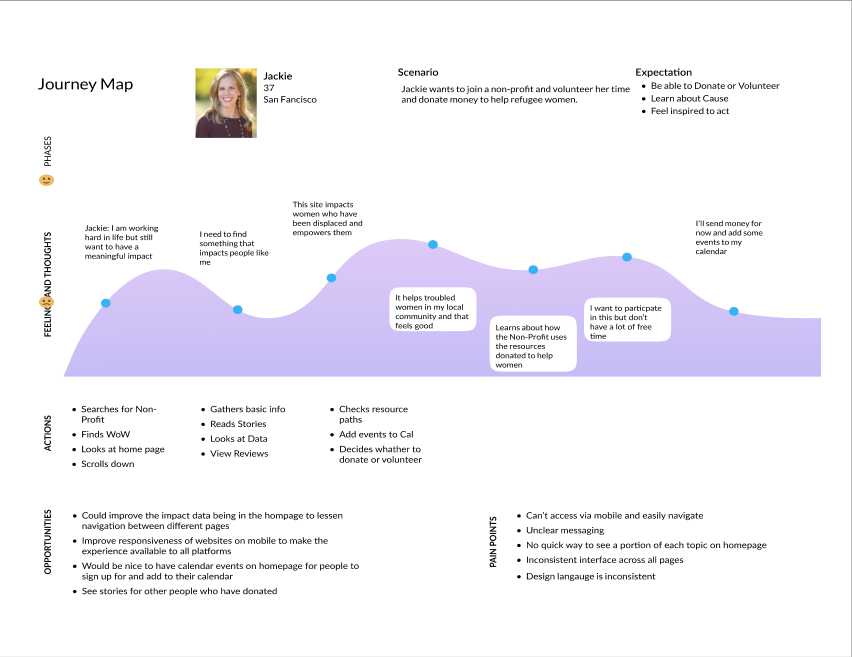 Journey Map
Jackie
37
San Fancisco
Scenario
Jackie wants to join a non-profit and volunteer her time
and donate money to help refugee women.
Expectation
• Be able to Donate or Volunteer
• Learn about Cause
• Feel inspired to act
PHASES
FEELING AND THOUGHTS
Jackie: I am working
hard in life but still
want to have a
meaningful impact
I need to find
something that
impacts people like
me
This site impacts
women who have
been displaced and
empowers them
It helps troubled
women in my local
community and that
feels good
Learns about how
the Non-Profit uses
the resources
donated to help
women
I want to particpate
in this but don't
have a lot of free
time
I'll send money for
now and add some
events to my
calendar
ACTIONS
• Searches for Non-
Profit
• Finds WoW
• Looks at home page
• Scrolls down
• Gathers basic info
• Reads Stories
• Looks at Data
• View Reviews
• Checks resource
paths
• Add events to Cal
• Decides whather to
donate or volunteer
OPPORTUNITIES
• Could improve the impact data being in the hompage to lessen
navigation between different pages
• Improve responsiveness of websites on mobile to make the
experience available to all platforms
• Would be nice to have calendar events on homepage for people to
sign up for and add to their calendar
• See stories for other people who have donated
PAIN POINTS
• Can't access via mobile and easily navigate
• Unclear messaging
• No quick way to see a portion of each topic on homepage
• Inconsistent interface across all pages
• Design langauge is inconsistent